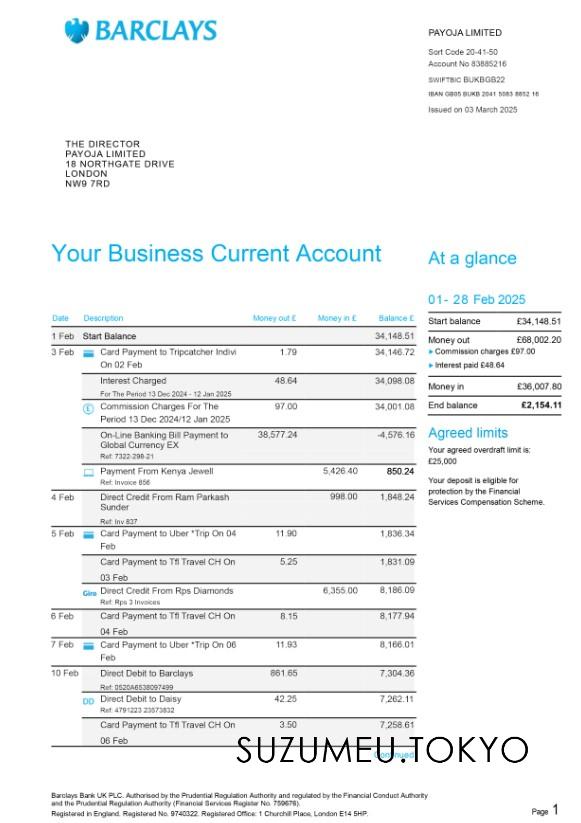 BARCLAYS
PAYOJA LIMITED
Sort Code 20-41-50
Account No 83885216
SWIFTBIC BUKBGB22
IBAN GB05 BUKB 2041 5083 8852 16
Issued on 03 March 2025
THE DIRECTOR
PAYOJA LIMITED
18 NORTHGATE DRIVE
LONDON
NW9 7RD
Your Business Current Account
Date Description Money out £ Money in £ Balance £
1 Feb Start Balance 34,148.51
3 Feb Card Payment to Tripcatcher Indivi 1.79 34,146.72
On 02 Feb
Interest Charged 48.64 34,098.08
For The Period 13 Dec 2024 - 12 Jan 2025
Commission Charges For The 97.00 34,001.08
Period 13 Dec 2024/12 Jan 2025
On-Line Banking Bill Payment to 38,577.24 -4,576.16
Global Currency EX
Ref: 7322-298-21
Payment From Kenya Jewell 5,426.40 850.24
Ref: Invoice 856
4 Feb Direct Credit From Ram Parkash 998.00 1,848.24
Sunder
Ref: Inv 837
5 Feb Card Payment to Uber *Trip On 04 11.90 1,836.34
Feb
Card Payment to Tfl Travel CH On 5.25 1,831.09
03 Feb
Giro Direct Credit From Rps Diamonds 6,355.00 8,186.09
Ref: Rps 3 Invoices
6 Feb Card Payment to Tfl Travel CH On 8.15 8,177.94
04 Feb
7 Feb Card Payment to Uber *Trip On 06 11.93 8,166.01
Feb
10 Feb Direct Debit to Barclays 861.65 7,304.36
Ref: 0520A6538097499
DD Direct Debit to Daisy 42.25 7,262.11
Ref: 4791223 23573832
Card Payment to Tfl Travel CH On 3.50 7,258.61
06 Feb
Continued
At a glance
01- 28 Feb 2025
Start balance £34,148.51
Money out £68,002.20
Commission charges £97.00
Interest paid £48.64
Money in £36,007.80
End balance £2,154.11
Agreed limits
Your agreed overdraft limit is:
£25,000
Your deposit is eligible for
protection by the Financial
Services Compensation Scheme.
SUZUMEU.TOKYO
Barclays Bank UK PLC. Authorised by the Prudential Regulation Authority and regulated by the Financial Conduct Authority
and the Prudential Regulation Authority (Financial Services Register No. 759676).
Registered in England. Registered No. 9740322. Registered Office: 1 Churchill Place, London E14 5HP.
Page 1